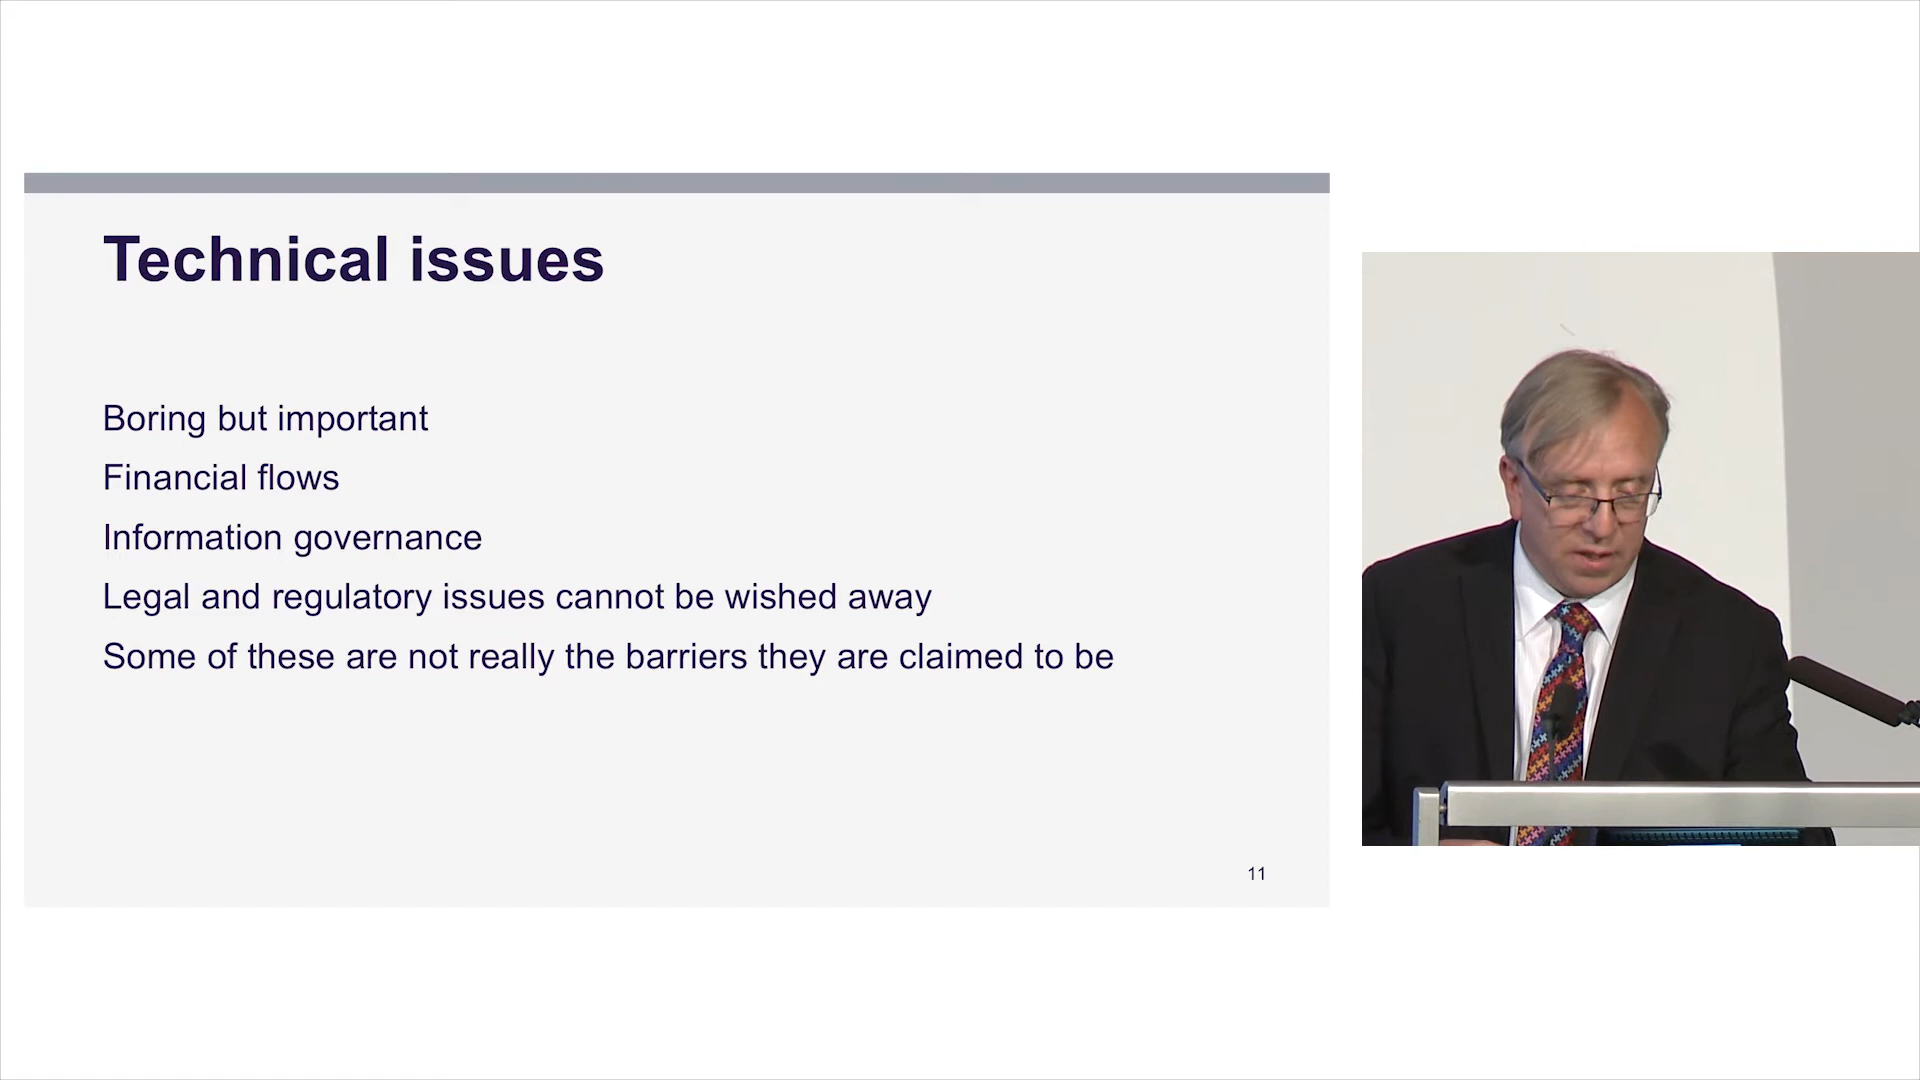 Technical issues
Boring but important
Financial flows
Information governance
Legal and regulatory issues cannot be wished away
Some of these are not really the barriers they are claimed to be
11